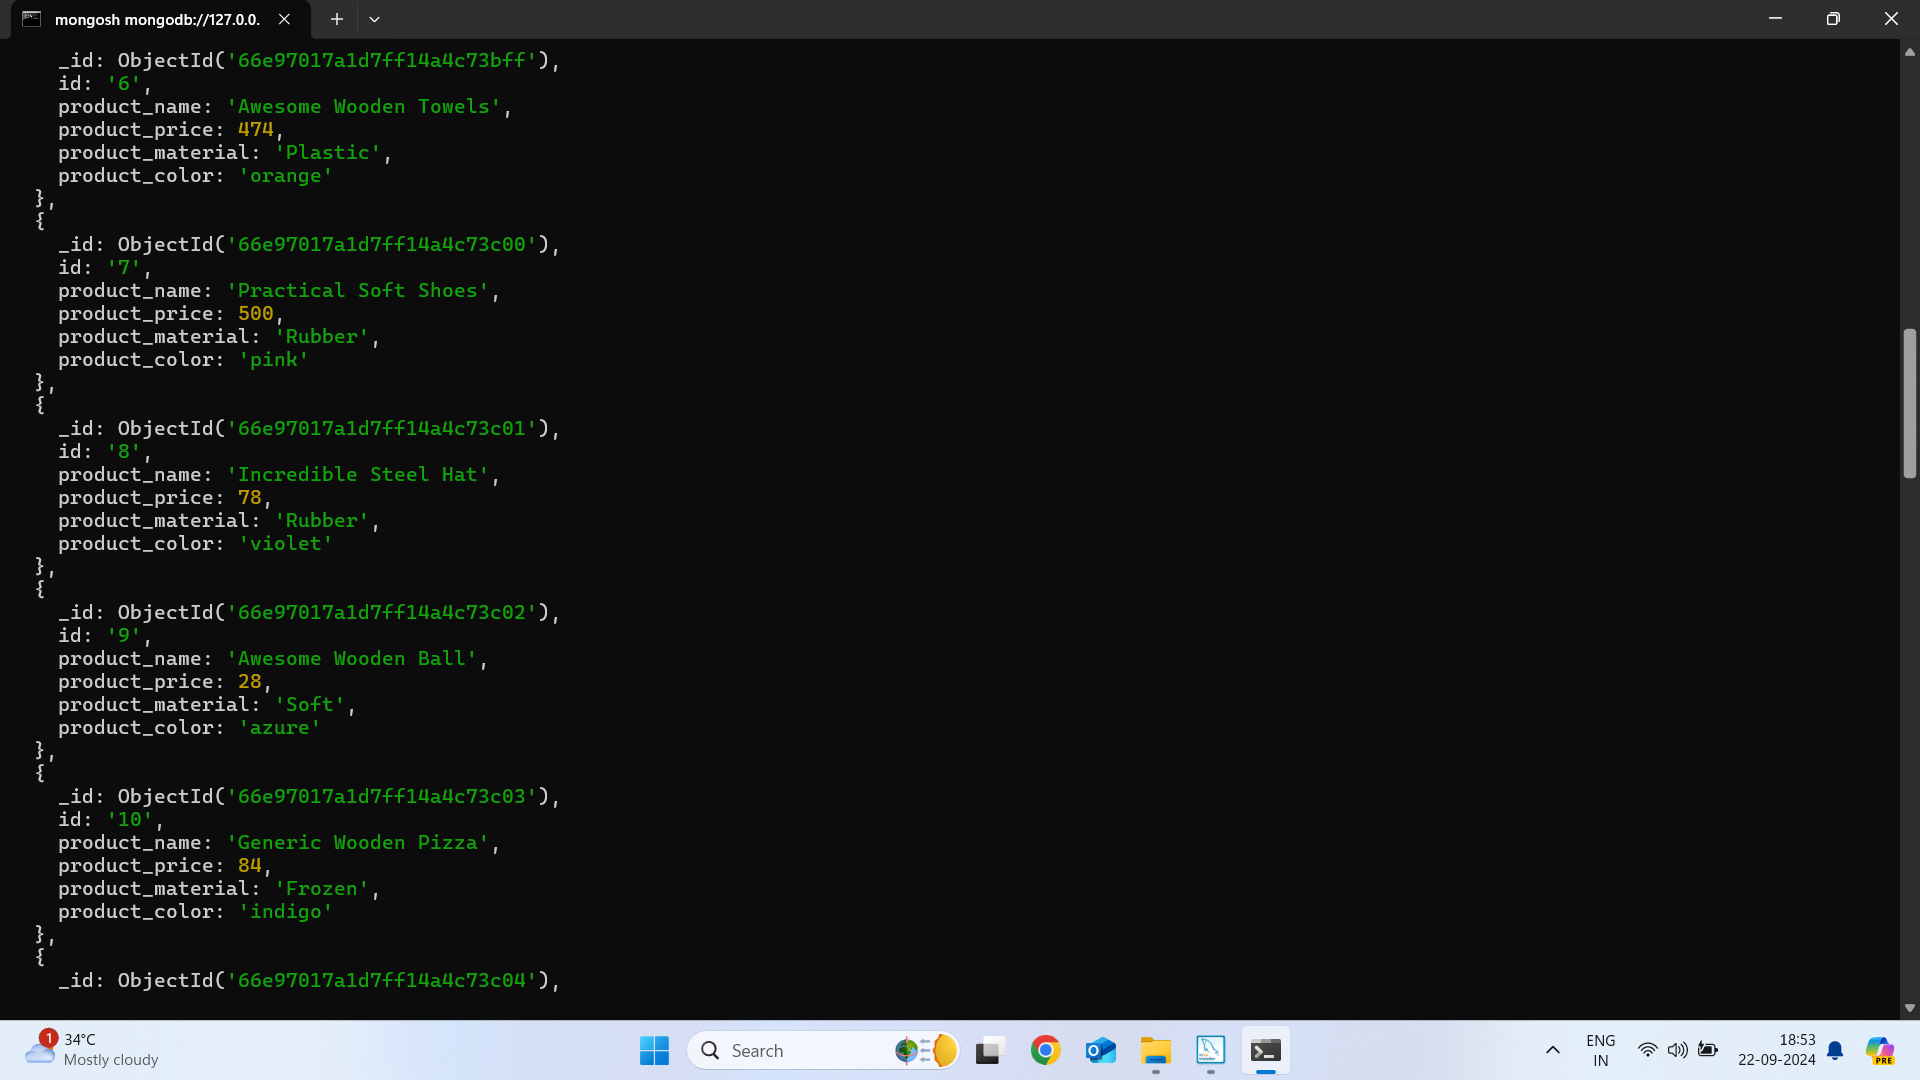 mongosh mongodb://127.0.0.
_id: ObjectId('66e97017a1d7ff14a4c73bff'),
id: '6',
product_name: 'Awesome Wooden Towels',
product_price: 474,
product_material: 'Plastic',
product_color: 'orange'
},
{
_id: ObjectId('66e97017a1d7ff14a4c73c00'),
id: '7',
product_name: 'Practical Soft Shoes',
product_price: 500,
product_material: 'Rubber',
product_color: 'pink'
},
{
_id: ObjectId('66e97017a1d7ff14a4c73c01'),
id: '8',
product_name: 'Incredible Steel Hat',
product_price: 78,
product_material: 'Rubber',
product_color: 'violet'
},
{
_id: ObjectId('66e97017a1d7ff14a4c73c02'),
id: '9',
product_name: 'Awesome Wooden Ball',
product_price: 28,
product_material: 'Soft',
product_color: 'azure'
},
{
_id: ObjectId('66e97017a1d7ff14a4c73c03'),
id: '10',
product_name: 'Generic Wooden Pizza',
product_price: 84,
product_material: 'Frozen',
product_color: 'indigo'
},
{
_id: ObjectId('66e97017a1d7ff14a4c73c04'),
1
34°C
Mostly cloudy
Search
ENG
IN
18:53
22-09-2024
PRE